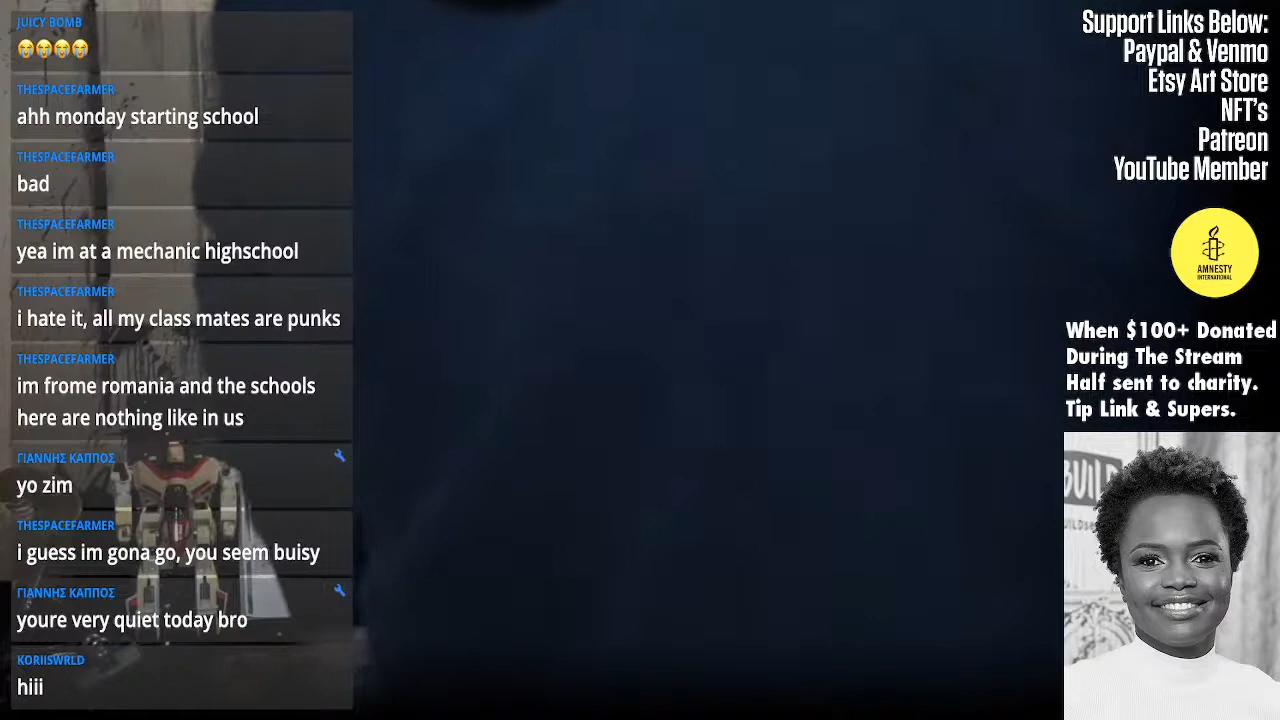 JUICY BOMB
😭😭😭😭
THESPACEFARMER
ahh monday starting school
THESPACEFARMER
bad
THESPACEFARMER
yea im at a mechanic highschool
THESPACEFARMER
i hate it, all my class mates are punks
THESPACEFARMER
im frome romania and the schools
here are nothing like in us
ΓΙΑΝΝΗΣ ΚΑΠΠΟΣ
yo zim
THESPACEFARMER
i guess im gona go, you seem buisy
ΓΙΑΝΝΗΣ ΚΑΠΠΟΣ
youre very quiet today bro
KORIISWRLD
hiii
Support Links Below:
Paypal & Venmo
Etsy Art Store
NFT's
Patreon
YouTube Member
AMNESTY
INTERNATIONAL
When $100+ Donated
During The Stream
Half sent to charity.
Tip Link & Supers.
BUILD